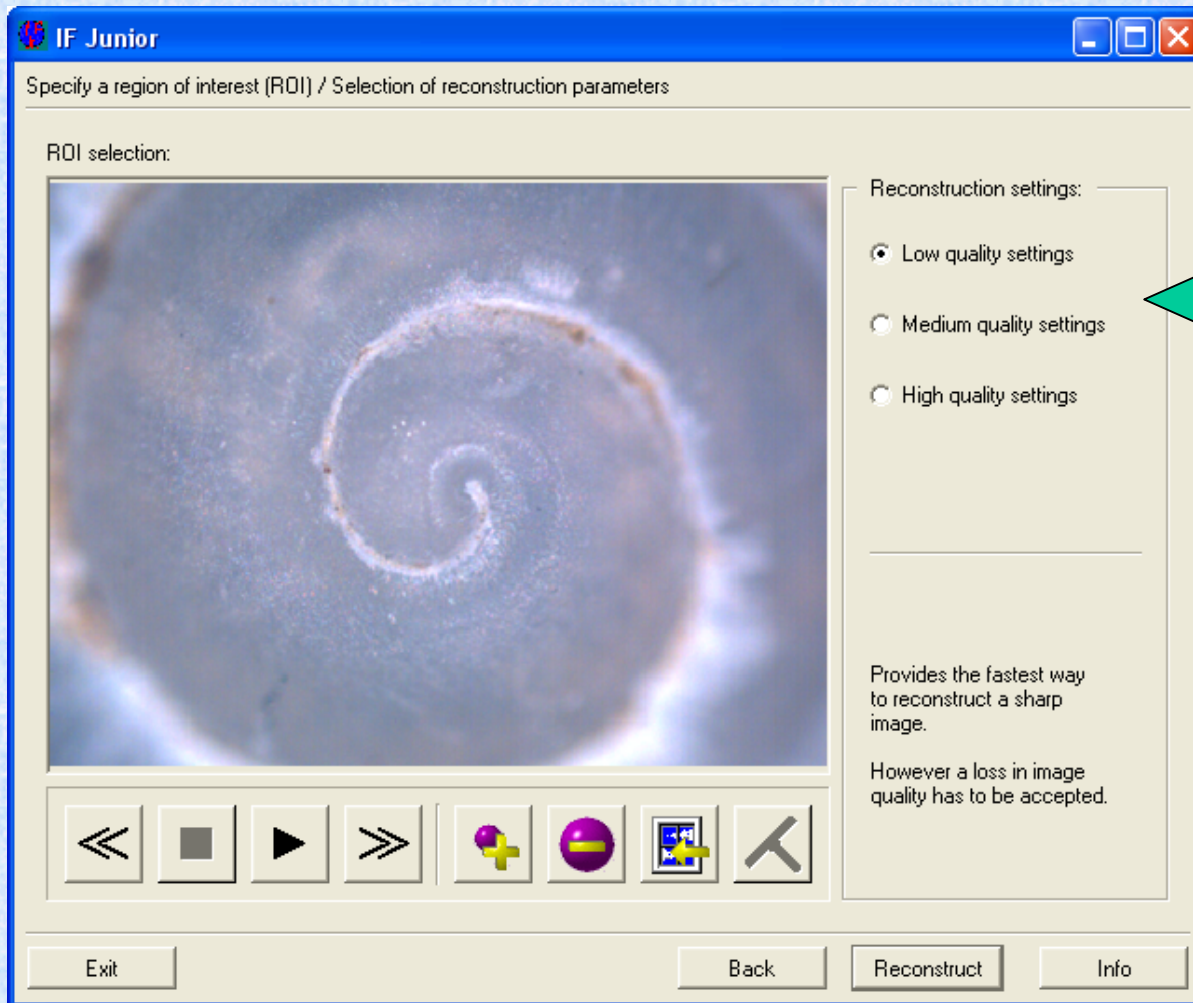 IF Junior
Specify a region of interest (ROI) / Selection of reconstruction parameters
ROI selection:
Reconstruction settings:
Low quality settings
Medium quality settings
High quality settings
Provides the fastest way
to reconstruct a sharp
image.
However a loss in image
quality has to be accepted.
Exit
Back
Reconstruct
Info